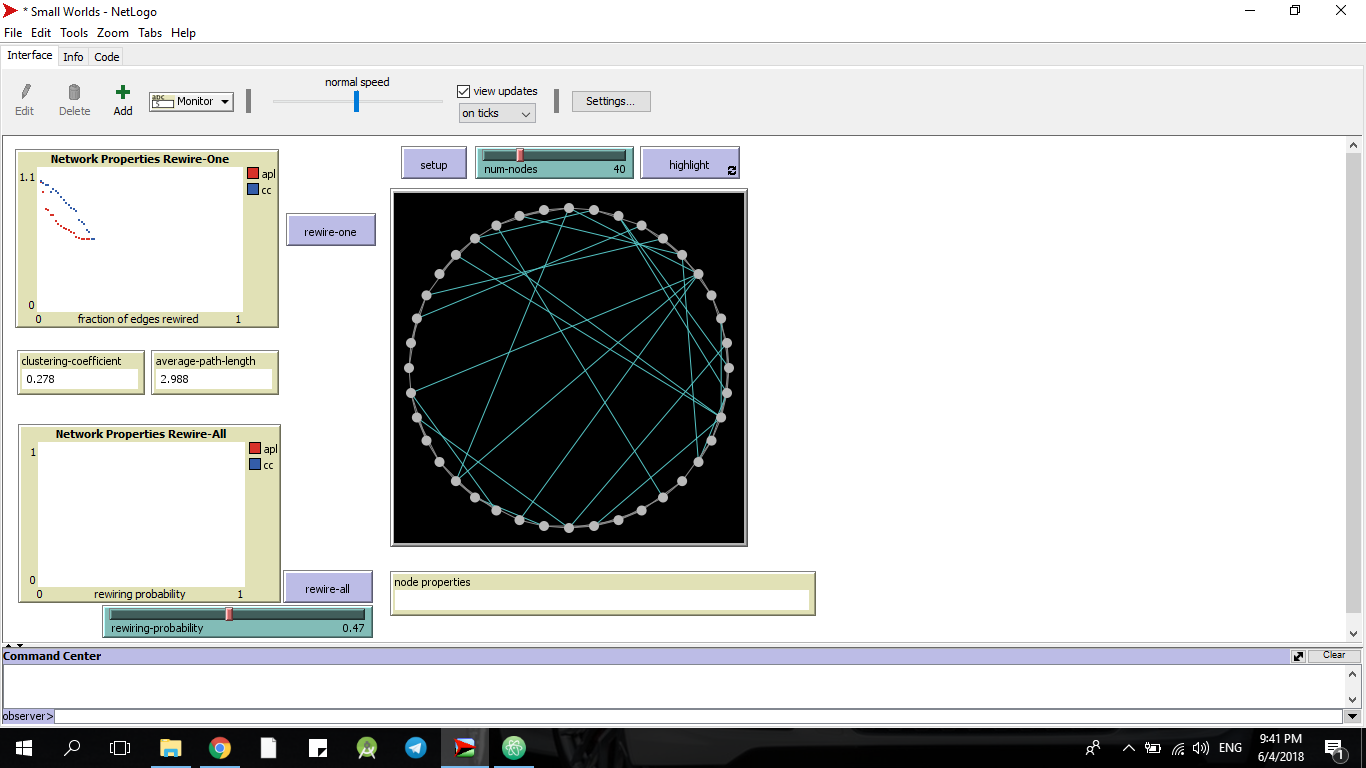 * Small Worlds - NetLogo
File Edit Tools Zoom Tabs Help
Interface Info Code
normal speed
Edit Delete Add
abc 5 Monitor
view updates
on ticks
Settings...
Network Properties Rewire-One
1.1
0
0 fraction of edges rewired 1
apl
cc
rewire-one
setup
num-nodes 40
highlight
clustering-coefficient
0.278
average-path-length
2.988
Network Properties Rewire-All
1
0
0 rewiring probability 1
apl
cc
rewire-all
rewiring-probability 0.47
node properties
Command Center
Clear
observer>
ENG
9:41 PM
6/4/2018
1